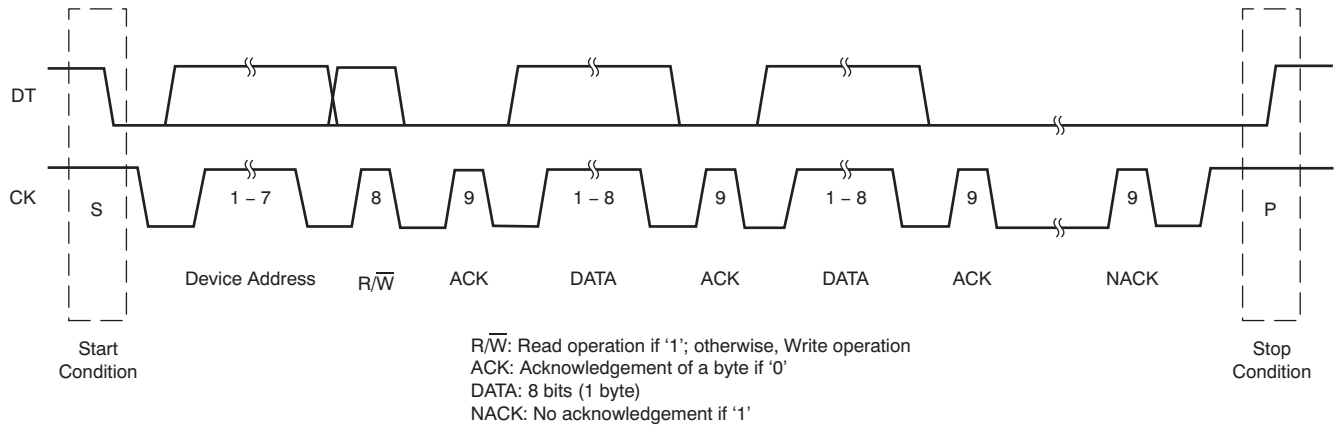 DT
CK
S
1 – 7
8
9
1 – 8
9
1 – 8
9
9
P
Device Address
R/W̅
ACK
DATA
ACK
DATA
ACK
NACK
Start
Condition
R/W̅: Read operation if ‘1’; otherwise, Write operation
ACK: Acknowledgement of a byte if ‘0’
DATA: 8 bits (1 byte)
NACK: No acknowledgement if ‘1’
Stop
Condition